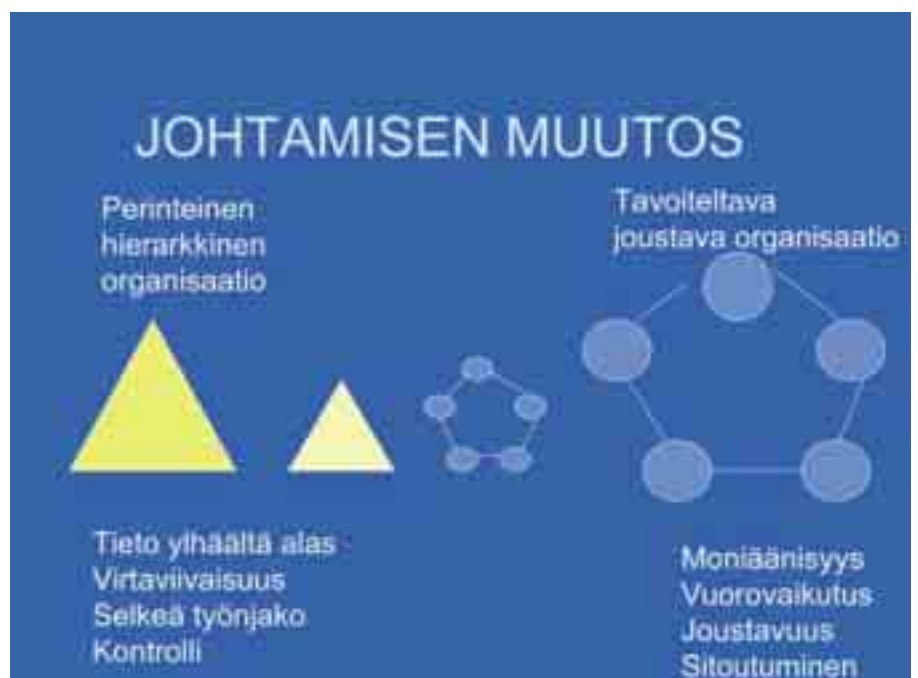 JOHTAMISEN MUUTOS
Perinteinen
hierarkkinen
organisaatio
Tavoiteltava
joustava organisaatio
Tieto ylhäältä alas
Virtaviivaisuus
Selkeä työnjako
Kontrolli
Moniäänisyys
Vuorovaikutus
Joustavuus
Sitoutuminen